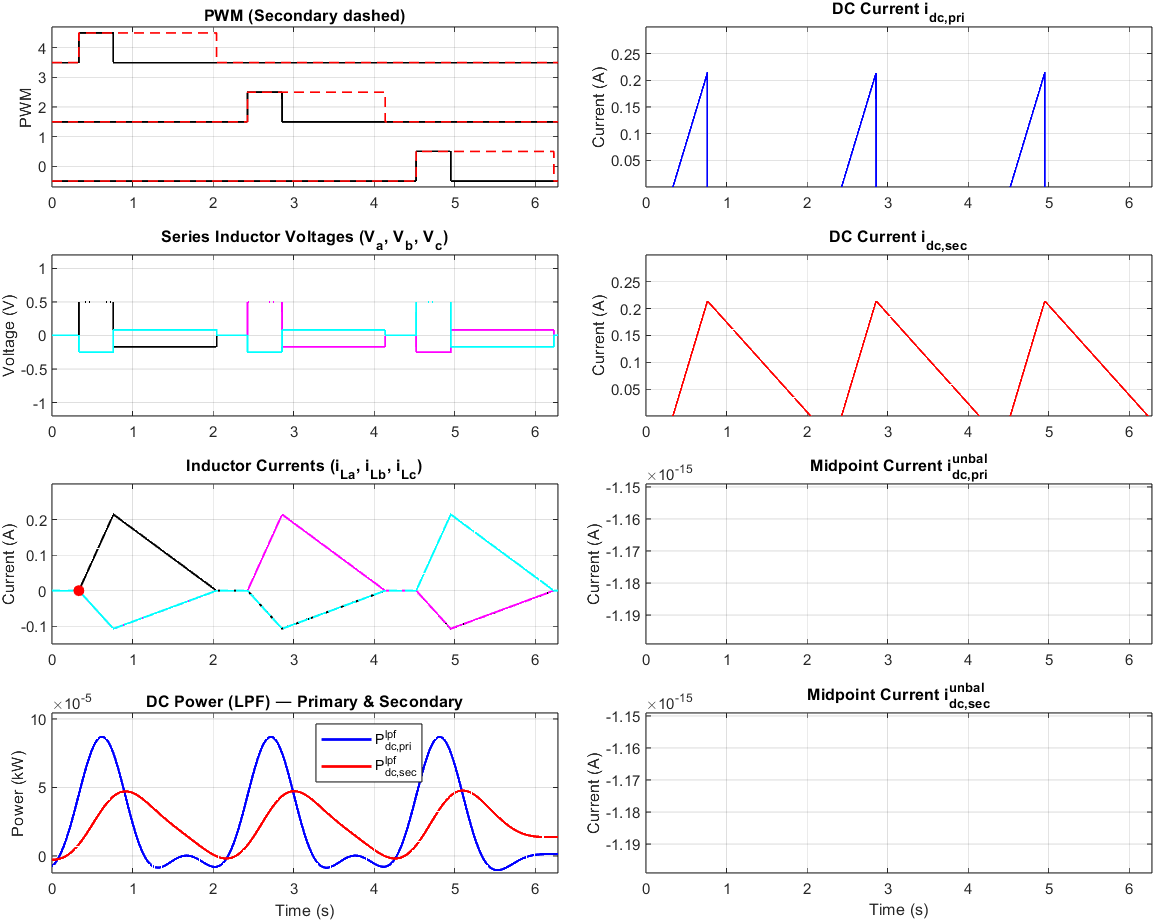 PWM (Secondary dashed)
PWM
4
3
2
1
0
0 1 2 3 4 5 6
DC Current i_dc,pri
Current (A)
0.25
0.2
0.15
0.1
0.05
0 1 2 3 4 5 6
Series Inductor Voltages (V_a, V_b, V_c)
Voltage (V)
1
0.5
0
-0.5
-1
0 1 2 3 4 5 6
DC Current i_dc,sec
Current (A)
0.25
0.2
0.15
0.1
0.05
0 1 2 3 4 5 6
Inductor Currents (i_La, i_Lb, i_Lc)
Current (A)
0.2
0.1
0
-0.1
0 1 2 3 4 5 6
Midpoint Current i_dc,pri^unbal
×10^-15
Current (A)
-1.15
-1.16
-1.17
-1.18
-1.19
0 1 2 3 4 5 6
DC Power (LPF) — Primary & Secondary
×10^-5
Power (kW)
10
5
0
P_dc,pri^lpf
P_dc,sec^lpf
0 1 2 3 4 5 6
Time (s)
Midpoint Current i_dc,sec^unbal
×10^-15
Current (A)
-1.15
-1.16
-1.17
-1.18
-1.19
0 1 2 3 4 5 6
Time (s)